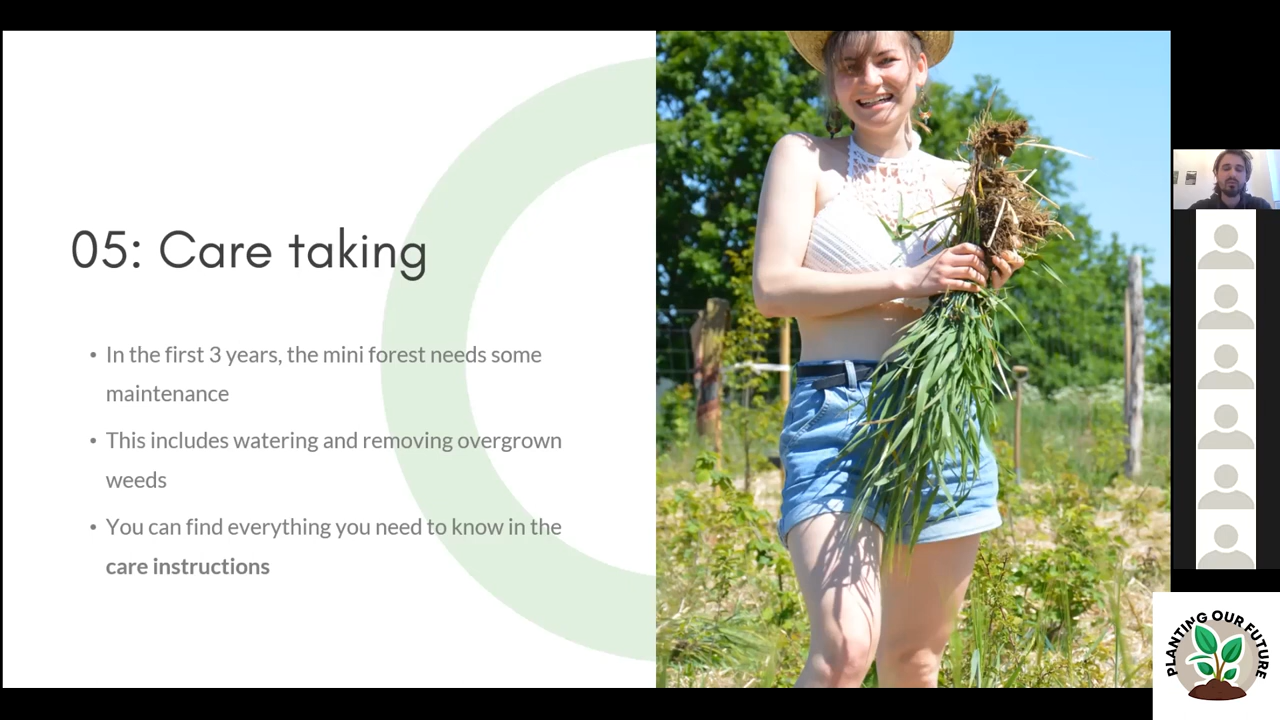 05: Care taking
• In the first 3 years, the mini forest needs some
maintenance
• This includes watering and removing overgrown
weeds
• You can find everything you need to know in the
care instructions
PLANTING OUR FUTURE